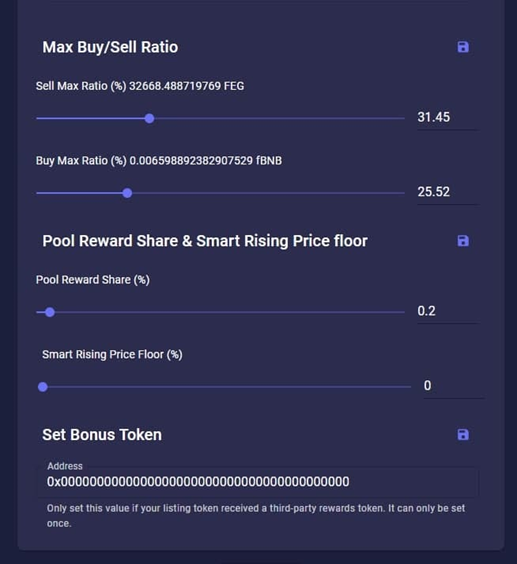 Max Buy/Sell Ratio
Sell Max Ratio (%) 32668.488719769 FEG
31.45
Buy Max Ratio (%) 0.006598892382907529 fBNB
25.52
Pool Reward Share & Smart Rising Price floor
Pool Reward Share (%)
0.2
Smart Rising Price Floor (%)
0
Set Bonus Token
Address
0x0000000000000000000000000000000000000000
Only set this value if your listing token received a third-party rewards token. It can only be set
once.